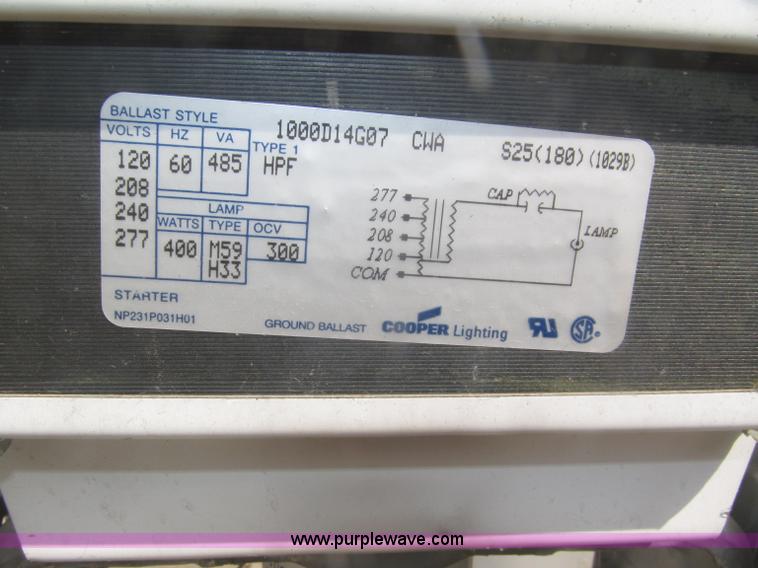 BALLAST STYLE 1000D14G07 CWA S25(180)(1029B)
VOLTS HZ VA TYPE 1
120 60 485 HPF
208
240
277
LAMP
WATTS TYPE OCV
400 M59 300
H33
277
240
208
120
COM
CAP
LAMP
STARTER
NP231P031H01
GROUND BALLAST COOPER Lighting RU SA
www.purplewave.com